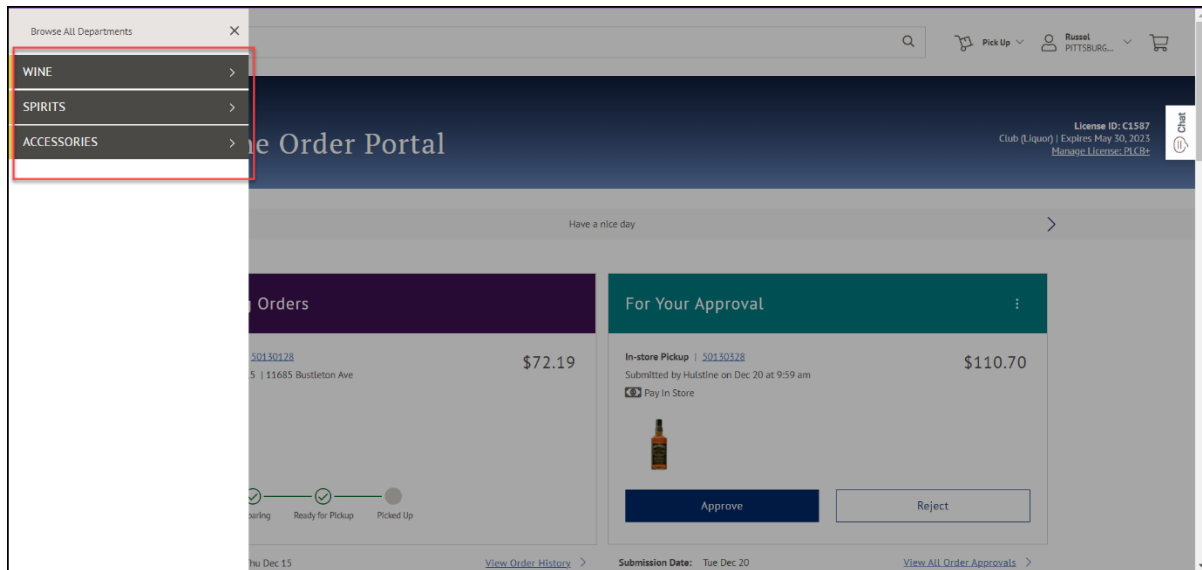 Browse All Departments
WINE
SPIRITS
ACCESSORIES
Pick Up
Russel
PITTSBURG...
Order Portal
License ID: C1587
Club (Liquor) | Expires May 30, 2023
Manage License: PLCB+
Chat
Have a nice day
Orders
50130128
$72.19
5 | 11685 Bustleton Ave
Ready for Pickup
Picked Up
Thu Dec 15
View Order History
For Your Approval
In-store Pickup | 50130328
$110.70
Submitted by Hulstine on Dec 20 at 9:59 am
Pay In Store
Approve
Reject
Submission Date: Tue Dec 20
View All Order Approvals